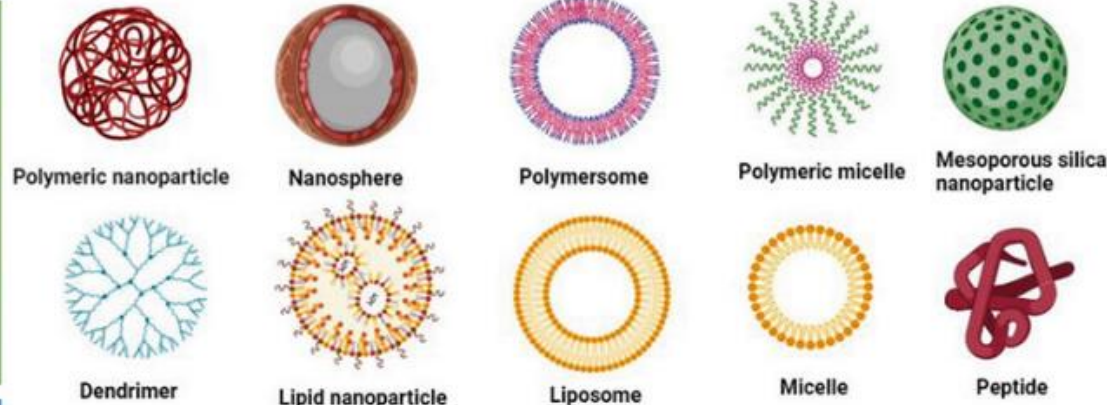 Polymeric nanoparticle
Nanosphere
Polymersome
Polymeric micelle
Mesoporous silica
nanoparticle
Dendrimer
Lipid nanoparticle
Liposome
Micelle
Peptide